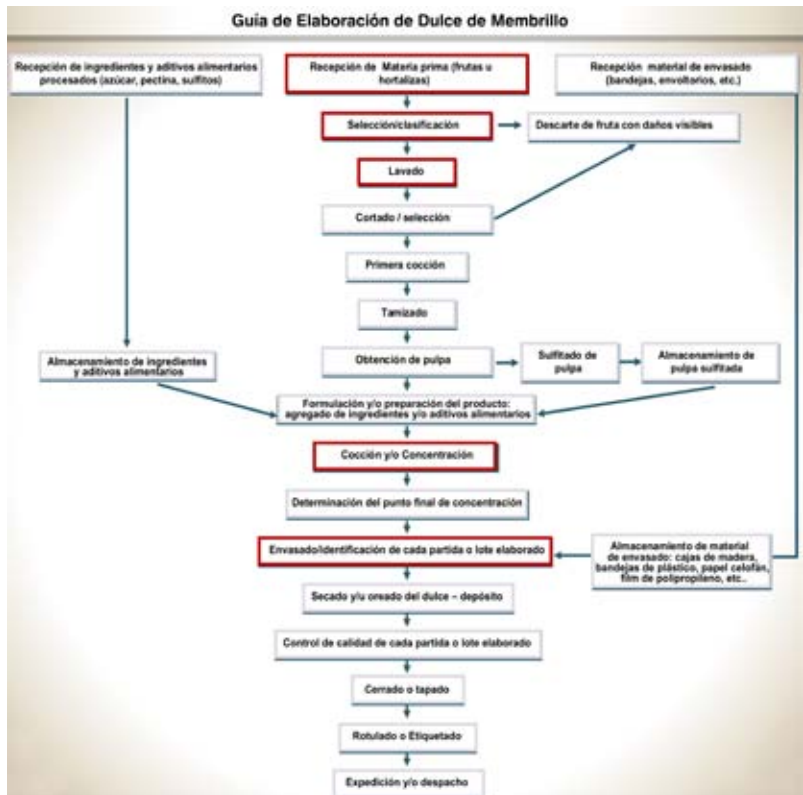 Guía de Elaboración de Dulce de Membrillo
Recepción de ingredientes y aditivos alimentarios
procesados (azúcar, pectina, sulfitos)
Recepción de Materia prima (frutas u
hortalizas)
Recepción material de envasado
(bandejas, envoltorios, etc.)
Selección/clasificación
Descarte de fruta con daños visibles
Lavado
Cortado / selección
Primera cocción
Tamizado
Almacenamiento de ingredientes
y aditivos alimentarios
Obtención de pulpa
Sulfitado de
pulpa
Almacenamiento de
pulpa sulfitada
Formulación y/o preparación del producto:
agregado de ingredientes y/o aditivos alimentarios
Cocción y/o Concentración
Determinación del punto final de concentración
Envasado/Identificación de cada partida o lote elaborado
Almacenamiento de material
de envasado: cajas de madera,
bandejas de plástico, papel celofán,
film de polipropileno, etc..
Secado y/u oreado del dulce – depósito
Control de calidad de cada partida o lote elaborado
Cerrado o tapado
Rotulado o Etiquetado
Expedición y/o despacho